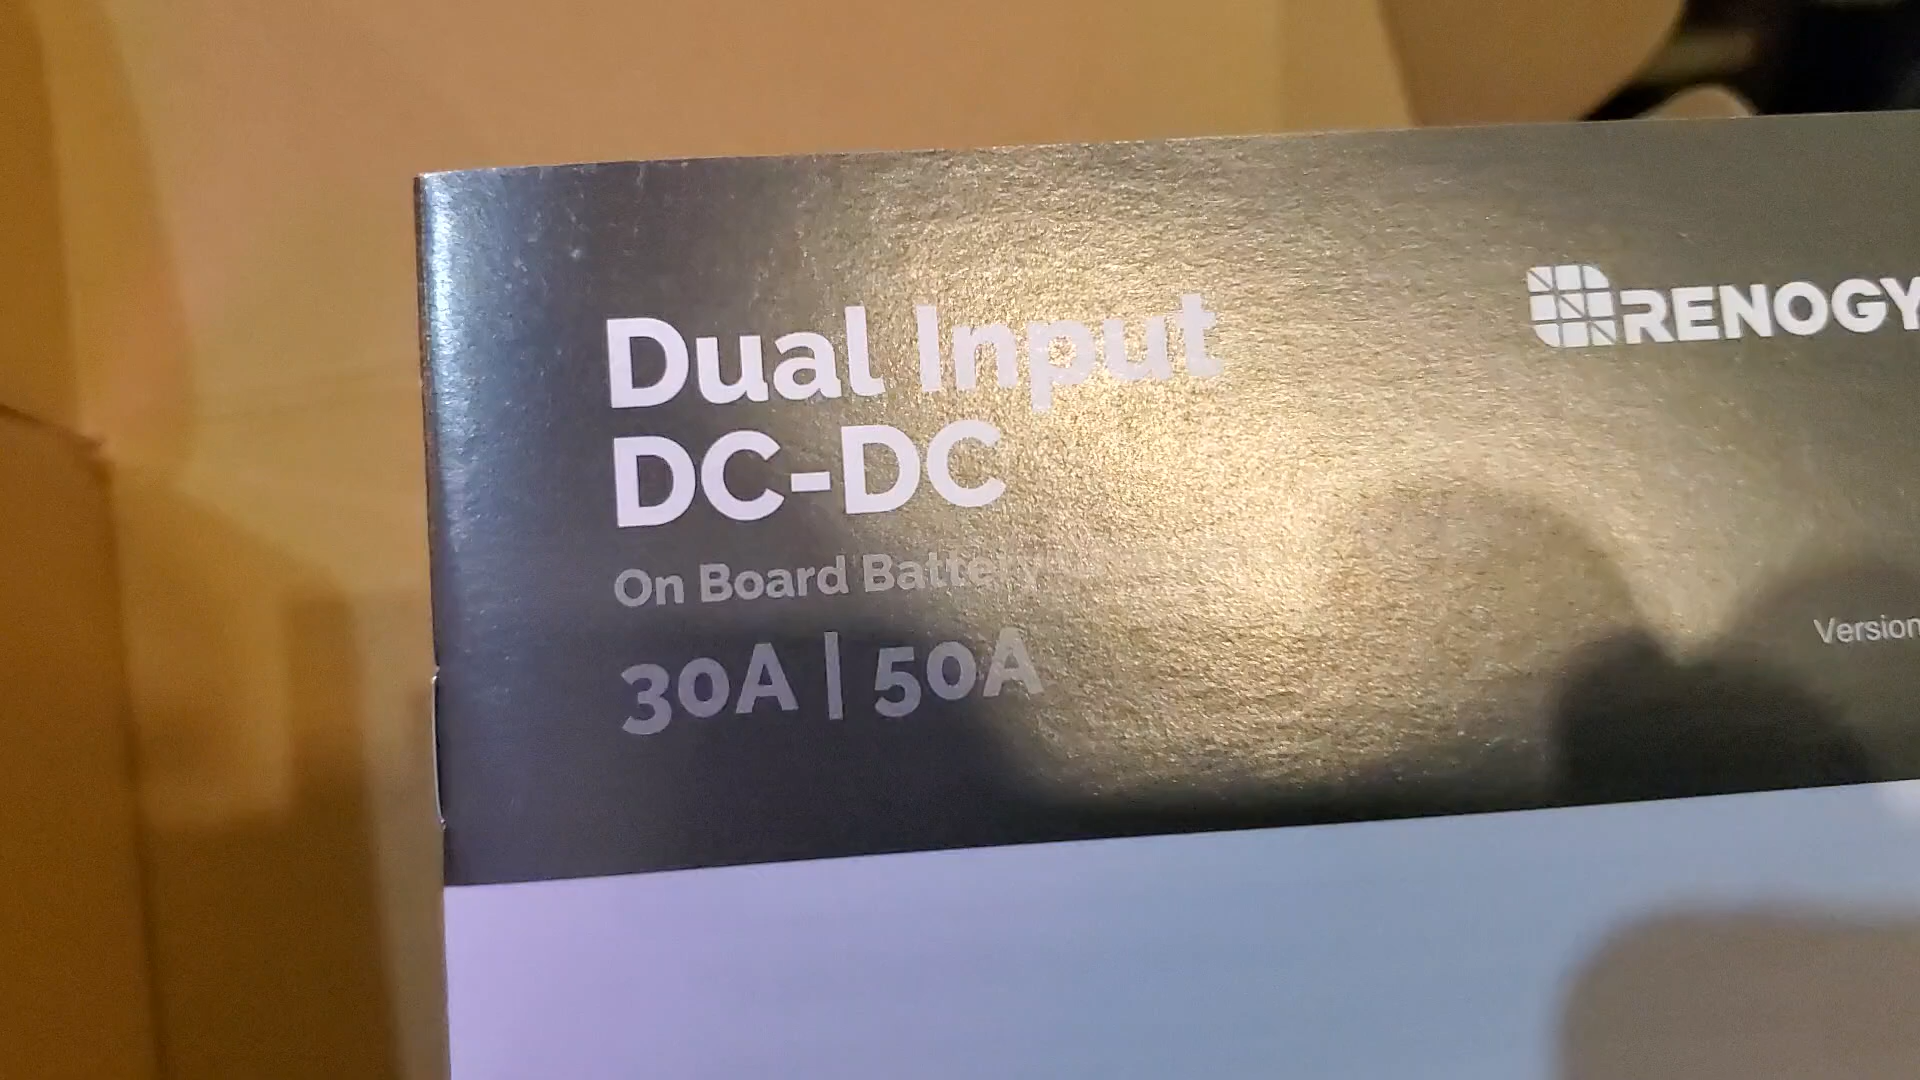 Dual Input
RENOGY
DC-DC
On Board Battery
30A | 50A
Version